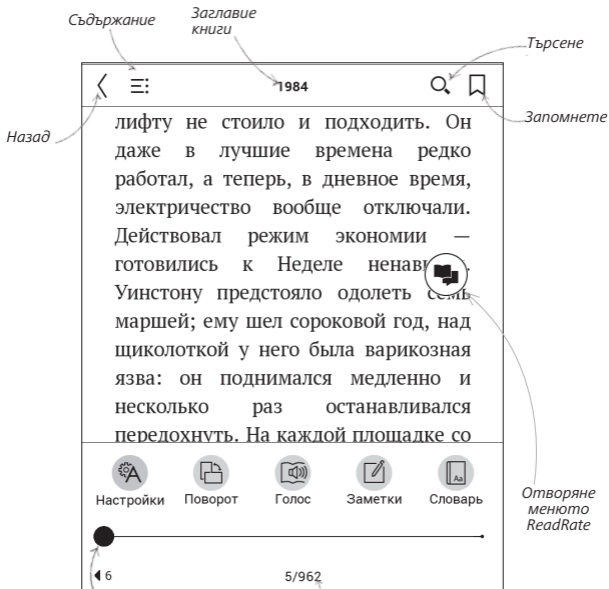 Съдържание
Заглавие
книги
Търсене
1984
Запомнете
Назад
лифту не стоило и подходить. Он
даже в лучшие времена редко
работал, а теперь, в дневное время,
электричество вообще отключали.
Действовал режим экономии —
готовились к Неделе ненави
Уинстону предстояло одолеть семь
маршей; ему шел сороковой год, над
щиколоткой у него была варикозная
язва: он поднимался медленно и
несколько раз останавливался
передохнуть. На каждой площадке со
Настройки Поворот Голос Заметки Словарь
Отворяне
менюто
ReadRate
6 5/962